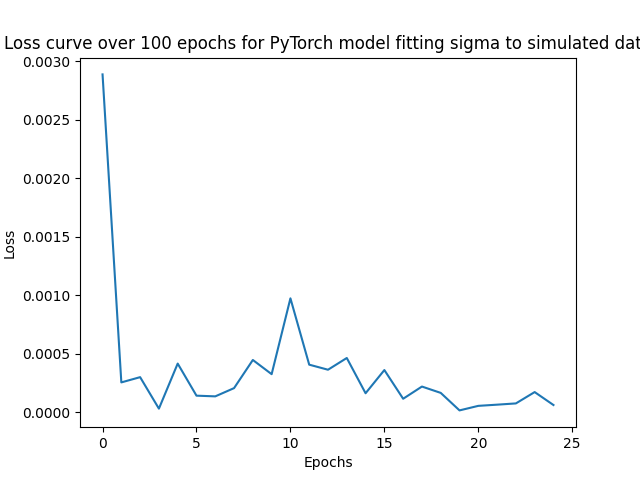 Loss curve over 100 epochs for PyTorch model fitting sigma to simulated dat
0.0030
0.0025
0.0020
0.0015
0.0010
0.0005
0.0000
Loss
0 5 10 15 20 25
Epochs